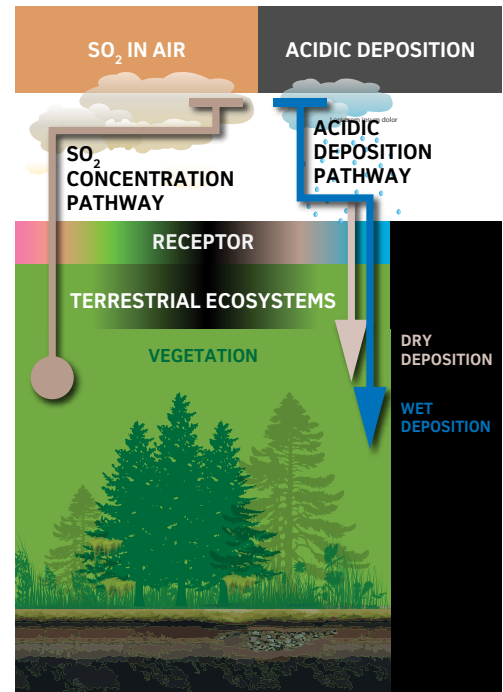 SO₂ IN AIR
ACIDIC DEPOSITION
SO₂
CONCENTRATION
PATHWAY
ACIDIC
DEPOSITION
PATHWAY
RECEPTOR
TERRESTRIAL ECOSYSTEMS
VEGETATION
DRY
DEPOSITION
WET
DEPOSITION